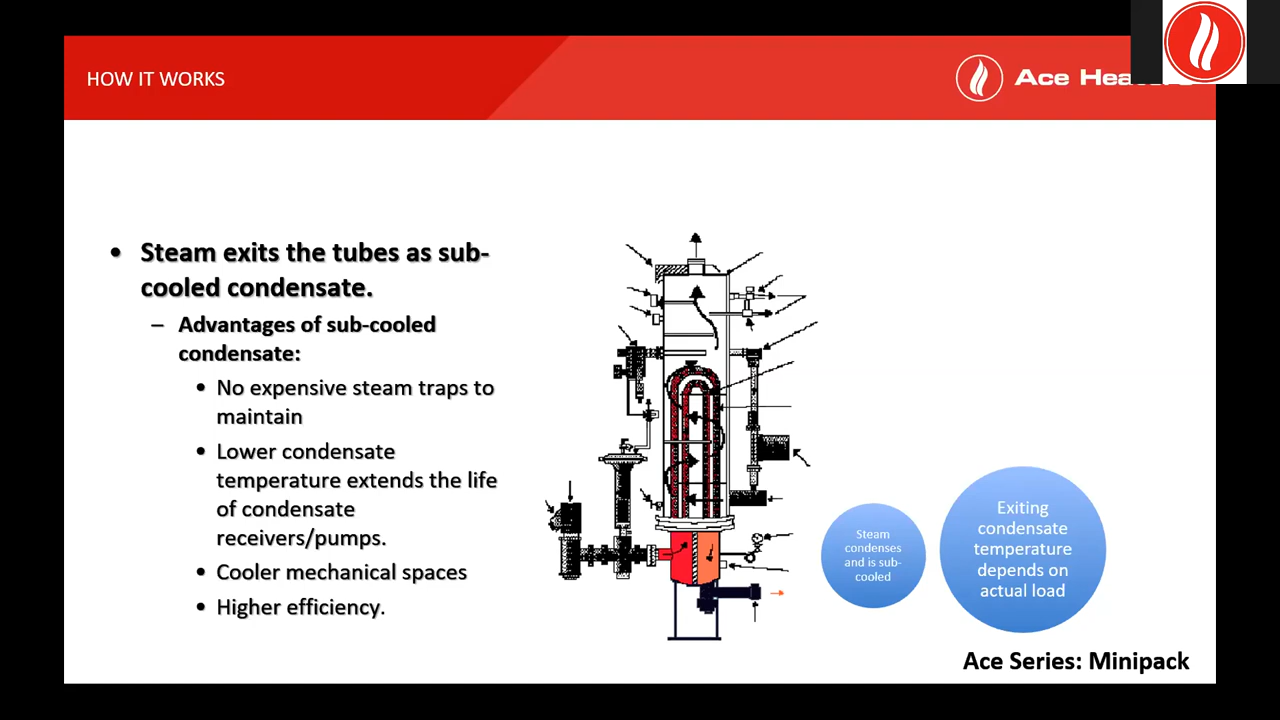 HOW IT WORKS
Ace
• Steam exits the tubes as sub-
cooled condensate.
– Advantages of sub-cooled
condensate:
• No expensive steam traps to
maintain
• Lower condensate
temperature extends the life
of condensate
receivers/pumps.
• Cooler mechanical spaces
• Higher efficiency.
Steam
condenses
and is sub-
cooled
Exiting
condensate
temperature
depends on
actual load
Ace Series: Minipack